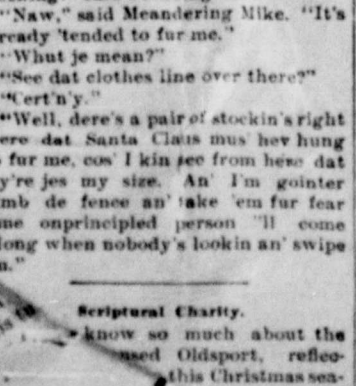 "Naw," said Meandering Mike. "It's
ready 'tended to fur me."
"Whut je mean?"
"See dat clothes line over there?"
"Cert'n'y."
"Well, dere's a pair of stockin's right
ere dat Santa Claus mus' hev hung
fur me, cos' I kin see from here dat
y're jes my size. An' I'm gointer
mb de fence an' take 'em fur fear
me onprincipled person "ll come
long when nobody's lookin an' swipe
m."
Scriptural Charity.
know so much about the
used Oldsport, reflec-
this Christmas sea-